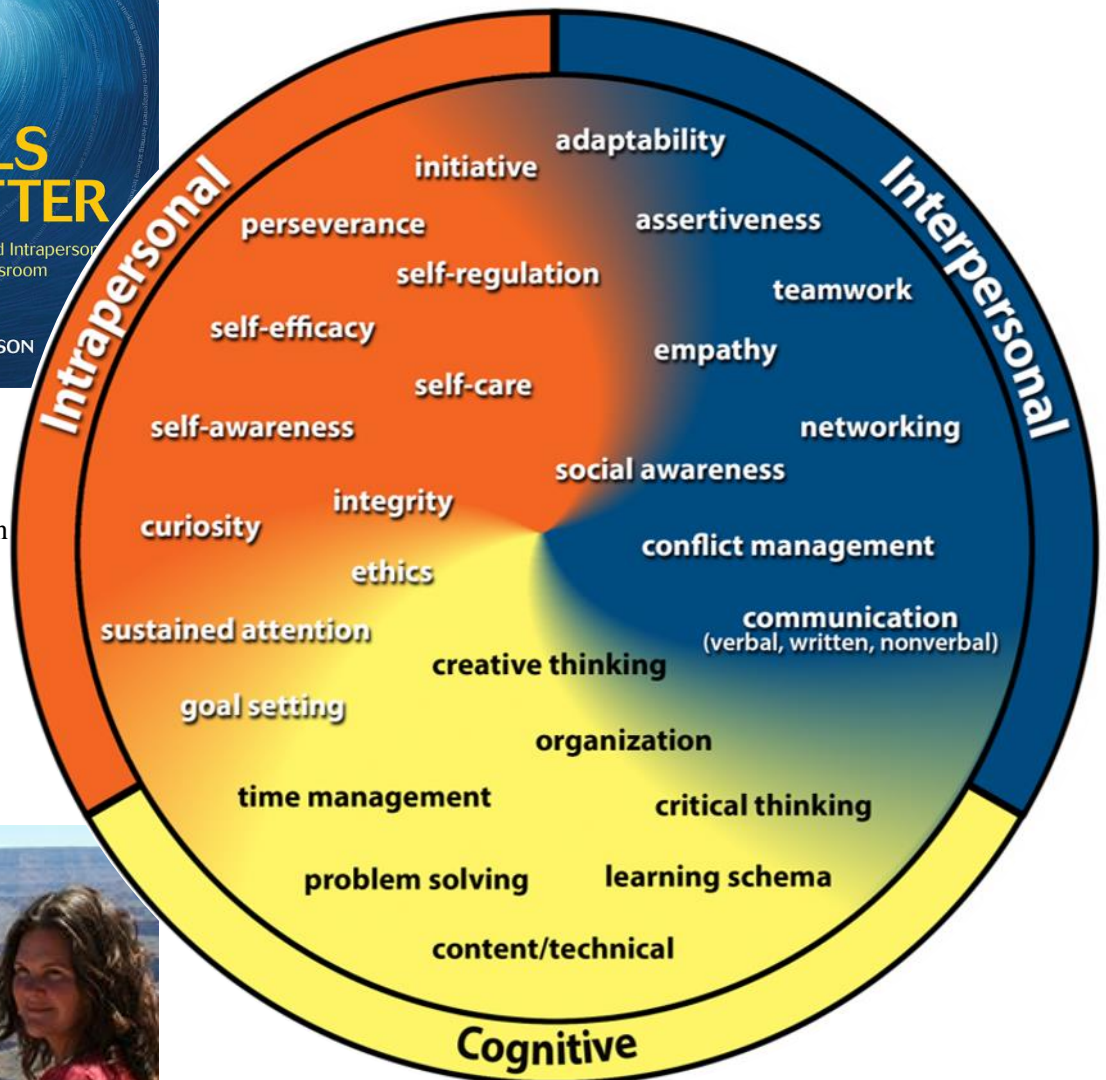 LS
TTER
d Intraperson
sroom
SON
n
Intrapersonal
Interpersonal
Cognitive
adaptability
initiative
assertiveness
perseverance
self-regulation
teamwork
self-efficacy
empathy
self-care
self-awareness
networking
social awareness
integrity
curiosity
conflict management
ethics
communication
(verbal, written, nonverbal)
sustained attention
creative thinking
goal setting
organization
time management
critical thinking
problem solving
learning schema
content/technical